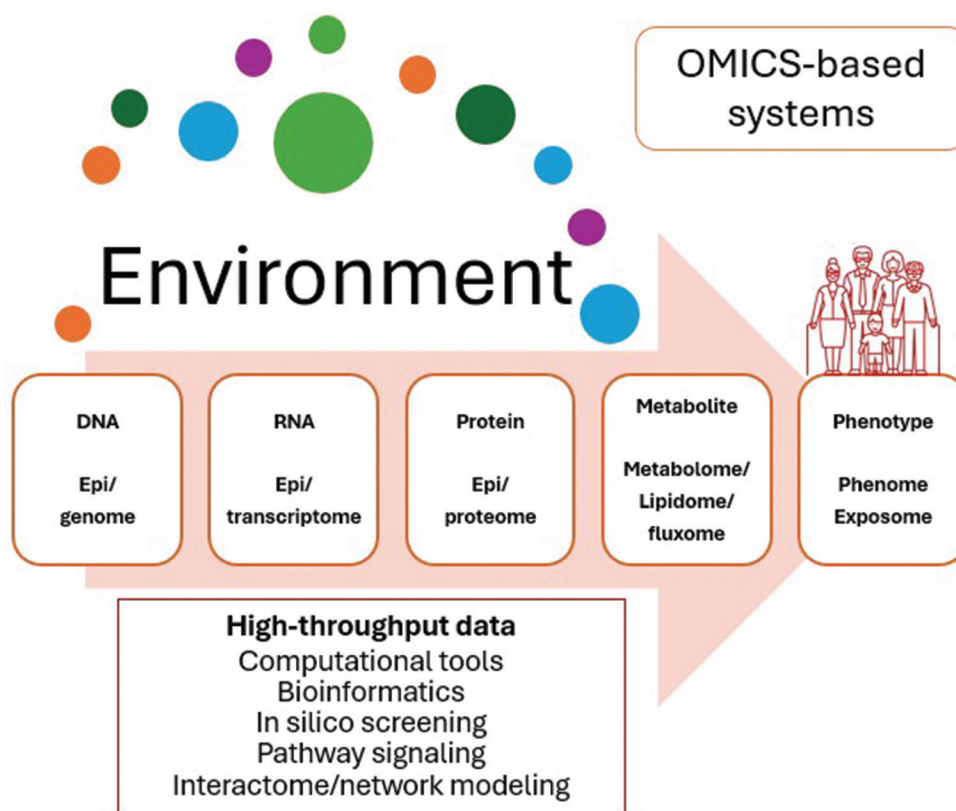 OMICS-based
systems
Environment
DNA
Epi/
genome
RNA
Epi/
transcriptome
Protein
Epi/
proteome
Metabolite
Metabolome/
Lipidome/
fluxome
Phenotype
Phenome
Exposome
High-throughput data
Computational tools
Bioinformatics
In silico screening
Pathway signaling
Interactome/network modeling